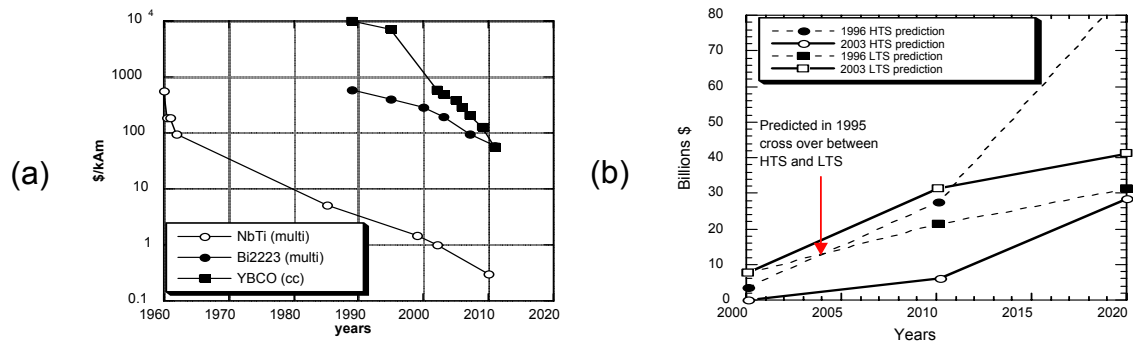 (a)
$/kAm
10 4
1000
100
10
1
0.1
NbTi (multi)
Bi2223 (multi)
YBCO (cc)
1960 1970 1980 1990 2000 2010 2020
years
(b)
Billions $
80
70
60
50
40
30
20
10
0
1996 HTS prediction
2003 HTS prediction
1996 LTS prediction
2003 LTS prediction
Predicted in 1995
cross over between
HTS and LTS
2000 2005 2010 2015 2020
Years